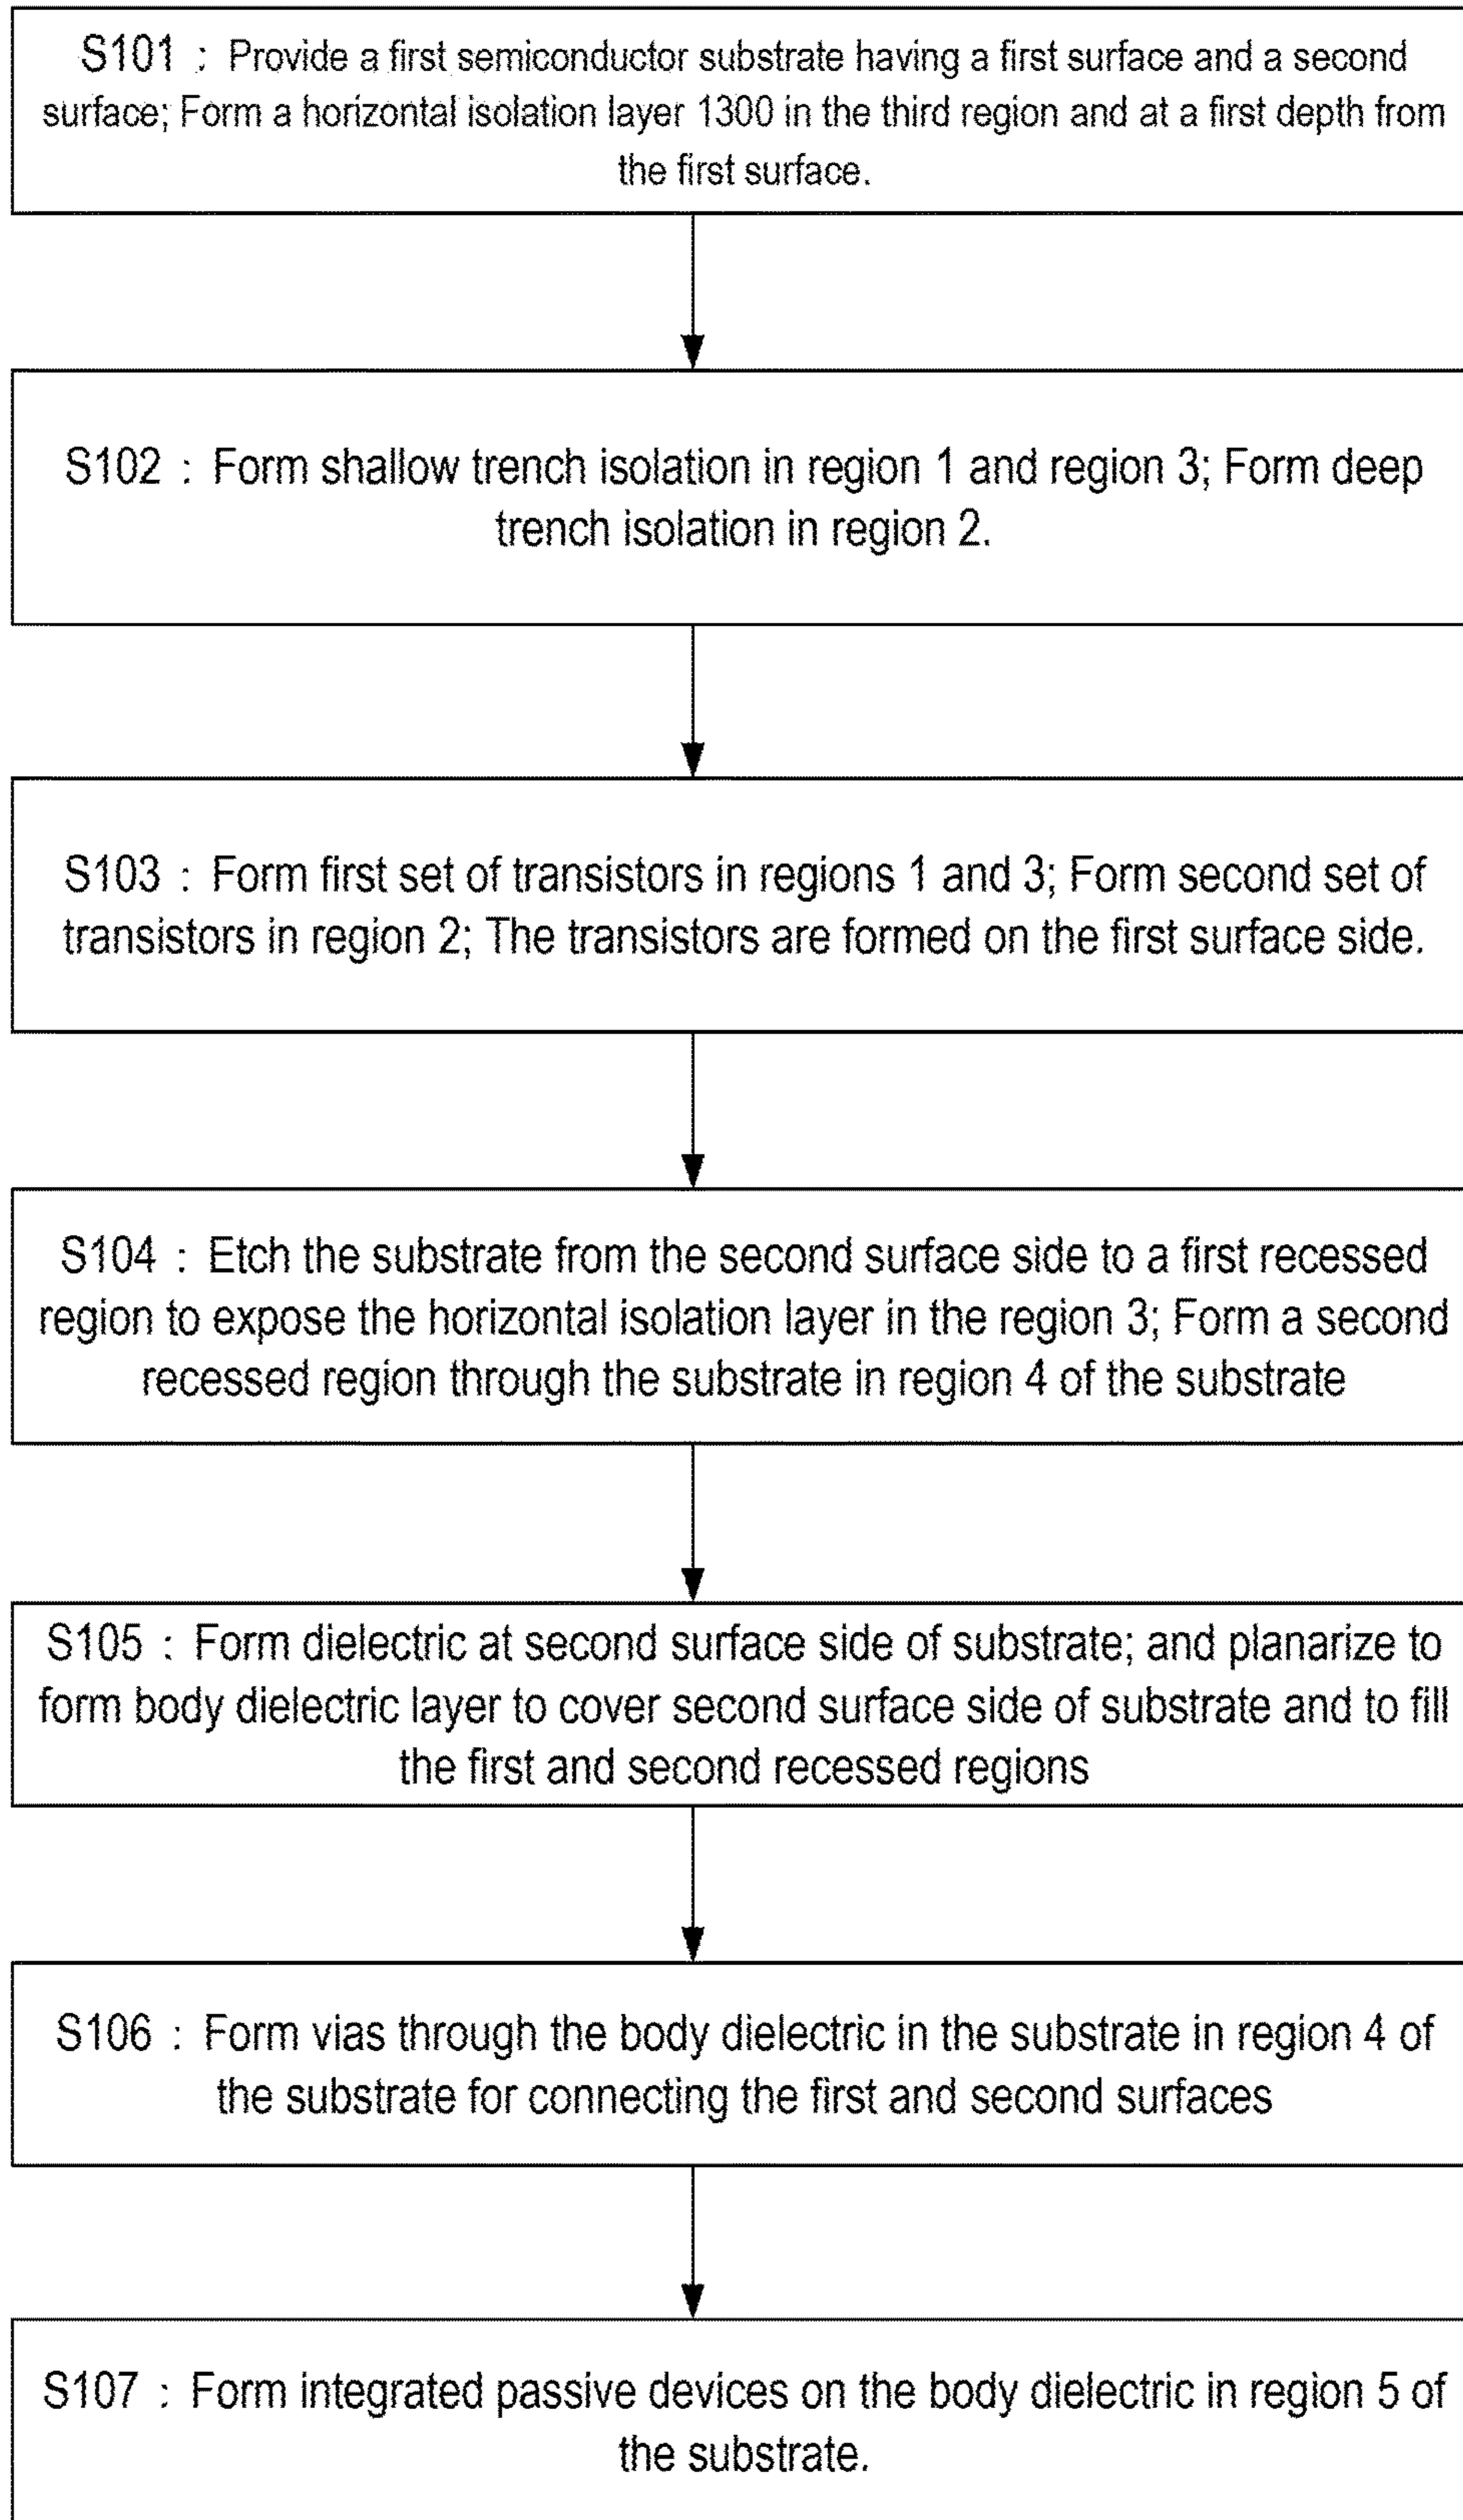 S101 : Provide a first semiconductor substrate having a first surface and a second
surface; Form a horizontal isolation layer 1300 in the third region and at a first depth from
the first surface.
S102 : Form shallow trench isolation in region 1 and region 3; Form deep
trench isolation in region 2.
S103 : Form first set of transistors in regions 1 and 3; Form second set of
transistors in region 2; The transistors are formed on the first surface side.
S104 : Etch the substrate from the second surface side to a first recessed
region to expose the horizontal isolation layer in the region 3; Form a second
recessed region through the substrate in region 4 of the substrate
S105 : Form dielectric at second surface side of substrate; and planarize to
form body dielectric layer to cover second surface side of substrate and to fill
the first and second recessed regions
S106 : Form vias through the body dielectric in the substrate in region 4 of
the substrate for connecting the first and second surfaces
S107 : Form integrated passive devices on the body dielectric in region 5 of
the substrate.